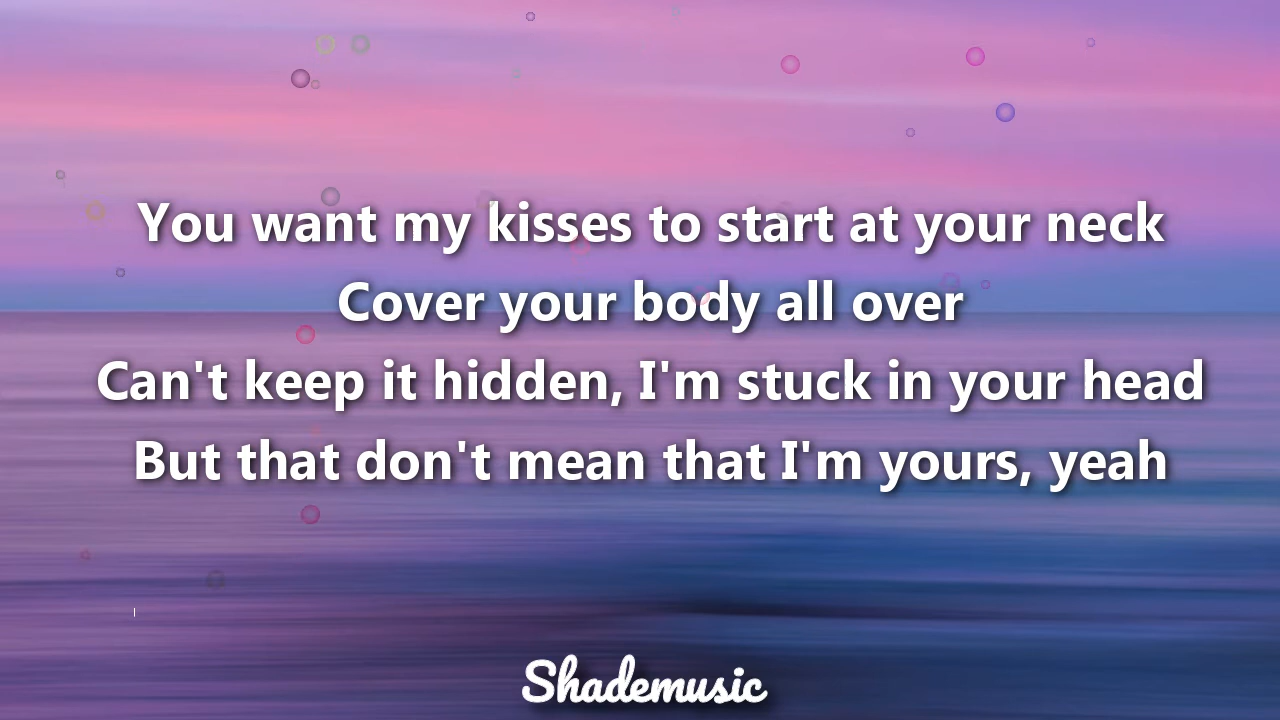 You want my kisses to start at your neck
Cover your body all over
Can't keep it hidden, I'm stuck in your head
But that don't mean that I'm yours, yeah
Shademusic